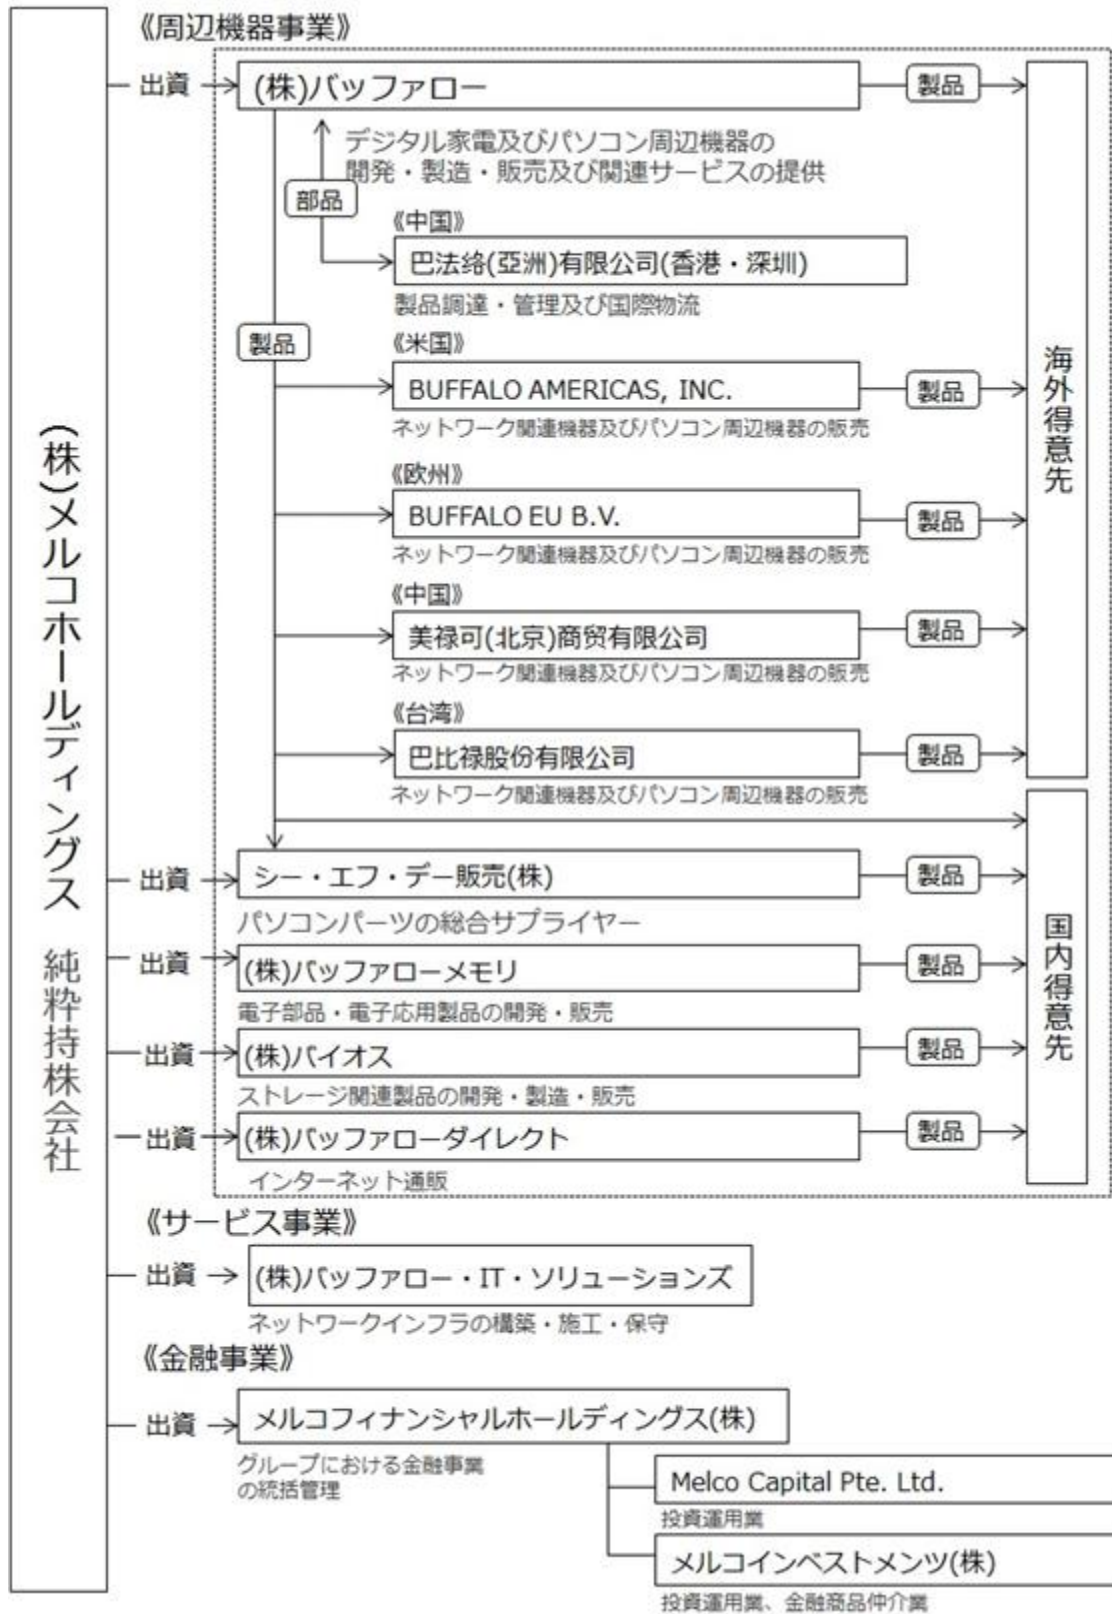 (株)メルコホールディングス 純粋持株会社
《周辺機器事業》
出資
(株)バッファロー
製品
デジタル家電及びパソコン周辺機器の
開発・製造・販売及び関連サービスの提供
部品
《中国》
巴法络(亞洲)有限公司(香港・深圳)
製品調達・管理及び国際物流
製品
《米国》
BUFFALO AMERICAS, INC.
製品
ネットワーク関連機器及びパソコン周辺機器の販売
《欧州》
BUFFALO EU B.V.
製品
ネットワーク関連機器及びパソコン周辺機器の販売
《中国》
美禄可(北京)商贸有限公司
製品
ネットワーク関連機器及びパソコン周辺機器の販売
《台湾》
巴比禄股份有限公司
製品
ネットワーク関連機器及びパソコン周辺機器の販売
海外得意先
出資
シー・エフ・デー販売(株)
製品
パソコンパーツの総合サプライヤー
出資
(株)バッファローメモリ
製品
電子部品・電子応用製品の開発・販売
出資
(株)バイオス
製品
ストレージ関連製品の開発・製造・販売
出資
(株)バッファローダイレクト
製品
インターネット通販
国内得意先
《サービス事業》
出資
(株)バッファロー・IT・ソリューションズ
ネットワークインフラの構築・施工・保守
《金融事業》
出資
メルコフィナンシャルホールディングス(株)
グループにおける金融事業
の統括管理
Melco Capital Pte. Ltd.
投資運用業
メルコインベストメンツ(株)
投資運用業、金融商品仲介業